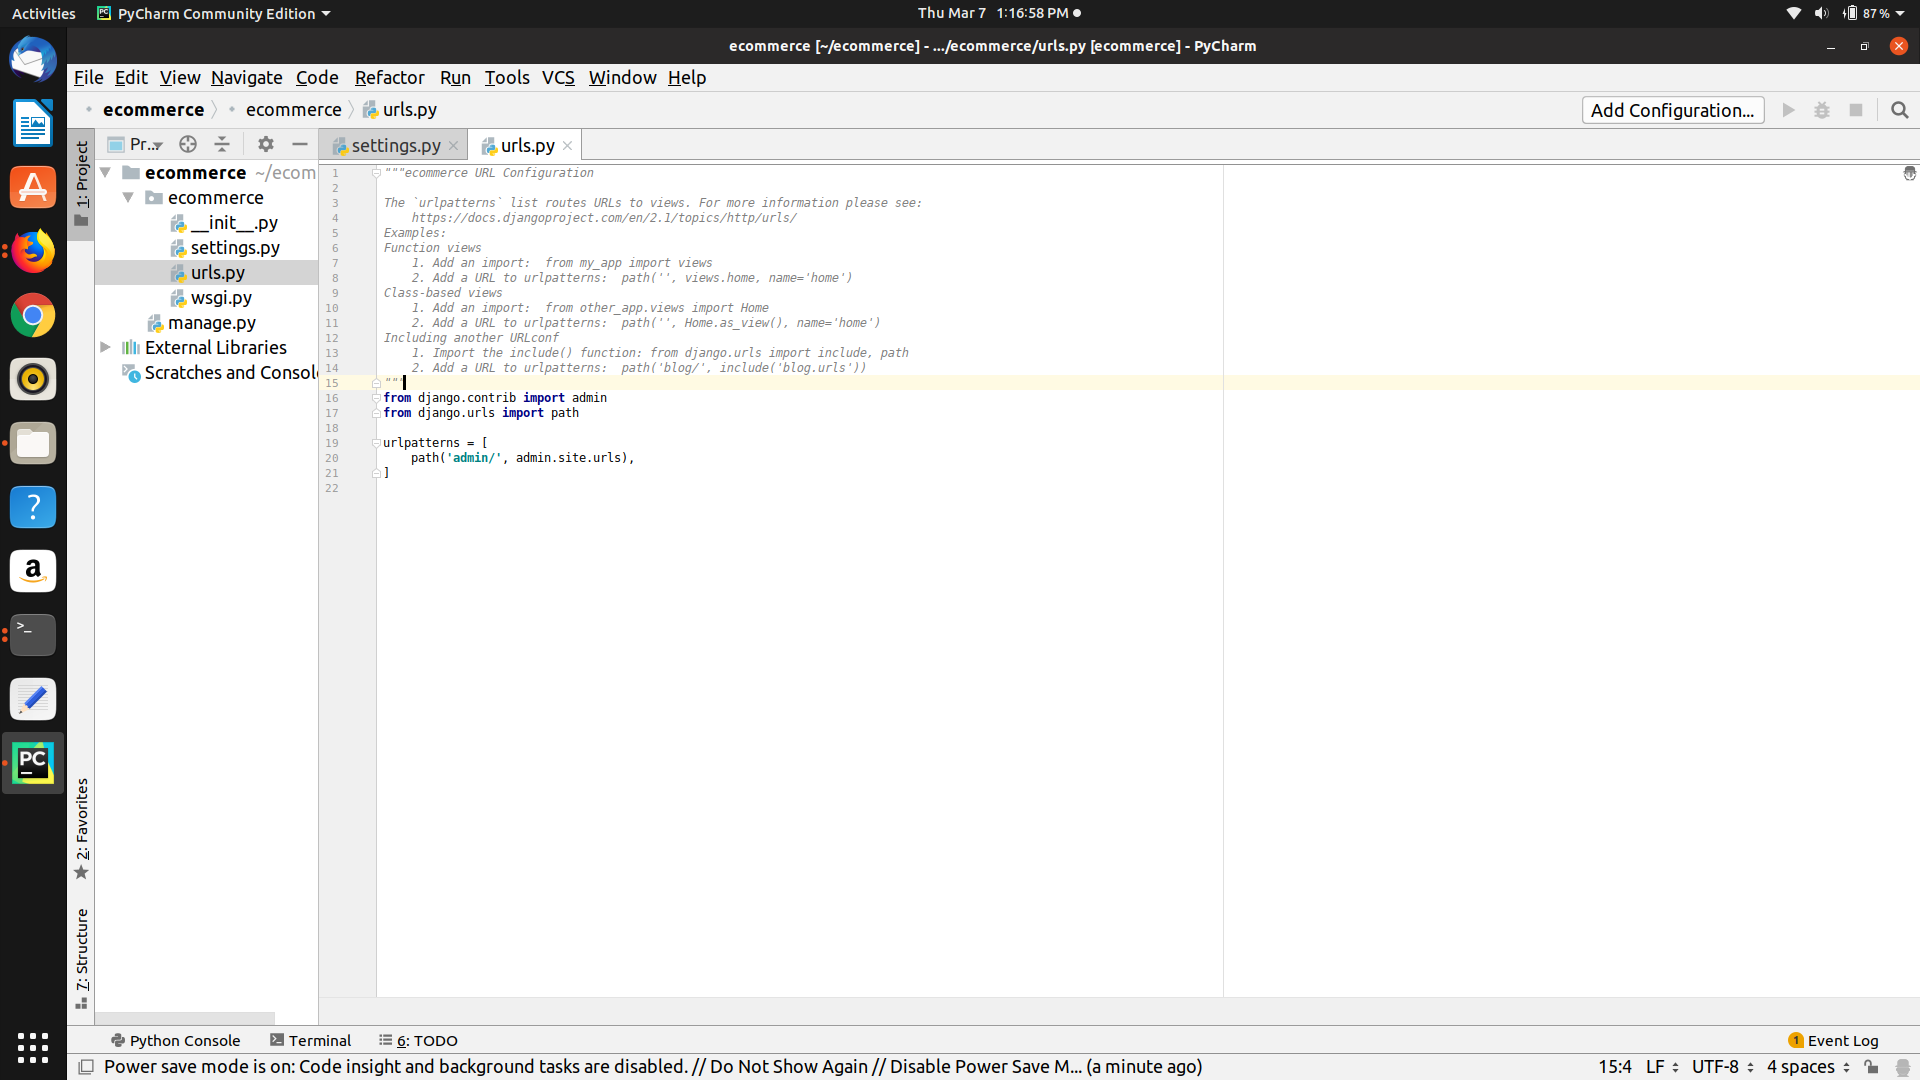 Activities
PyCharm Community Edition
Thu Mar 7 1:16:58 PM
87 %
ecommerce [~/ecommerce] - .../ecommerce/urls.py [ecommerce] - PyCharm
File Edit View Navigate Code Refactor Run Tools VCS Window Help
ecommerce
ecommerce
urls.py
Add Configuration...
1: Project
Pr...
settings.py
urls.py
ecommerce ~/ecom
ecommerce
__init__.py
settings.py
urls.py
wsgi.py
manage.py
External Libraries
Scratches and Consol
1 """ecommerce URL Configuration
2
3 The `urlpatterns` list routes URLs to views. For more information please see:
4     https://docs.djangoproject.com/en/2.1/topics/http/urls/
5 Examples:
6 Function views
7     1. Add an import:  from my_app import views
8     2. Add a URL to urlpatterns:  path('', views.home, name='home')
9 Class-based views
10     1. Add an import:  from other_app.views import Home
11     2. Add a URL to urlpatterns:  path('', Home.as_view(), name='home')
12 Including another URLconf
13     1. Import the include() function: from django.urls import include, path
14     2. Add a URL to urlpatterns:  path('blog/', include('blog.urls'))
15 """
16 from django.contrib import admin
17 from django.urls import path
18
19 urlpatterns = [
20     path('admin/', admin.site.urls),
21 ]
22
2: Favorites
7: Structure
Python Console
Terminal
6: TODO
1 Event Log
Power save mode is on: Code insight and background tasks are disabled. // Do Not Show Again // Disable Power Save M... (a minute ago)
15:4 LF UTF-8 4 spaces
PC
a
?
>_